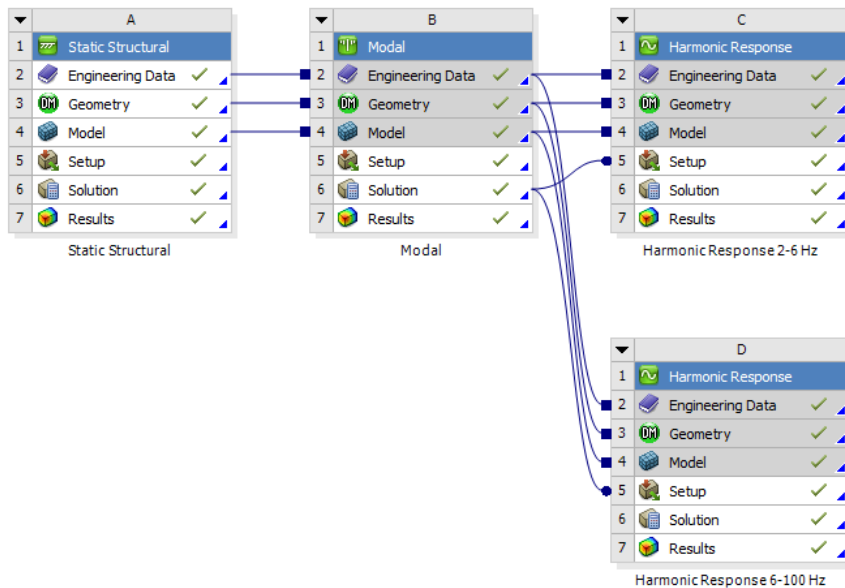 A
1 Static Structural
2 Engineering Data
3 DM Geometry
4 Model
5 Setup
6 Solution
7 Results
Static Structural
B
1 Modal
2 Engineering Data
3 DM Geometry
4 Model
5 Setup
6 Solution
7 Results
Modal
C
1 Harmonic Response
2 Engineering Data
3 DM Geometry
4 Model
5 Setup
6 Solution
7 Results
Harmonic Response 2-6 Hz
D
1 Harmonic Response
2 Engineering Data
3 DM Geometry
4 Model
5 Setup
6 Solution
7 Results
Harmonic Response 6-100 Hz